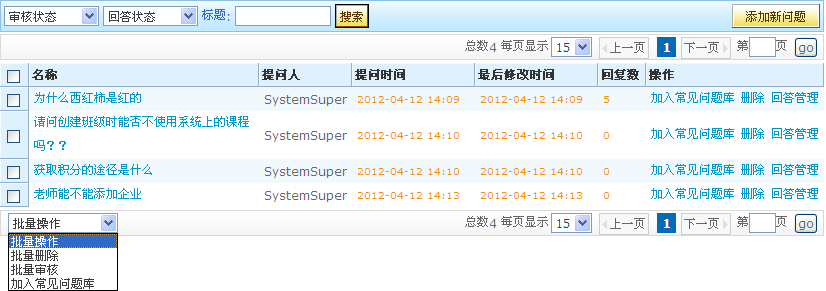 审核状态 回答状态 标题: 搜索 添加新问题
总数4 每页显示 15 上一页 1 下一页 第 页 go
名称 提问人 提问时间 最后修改时间 回复数 操作
为什么西红柿是红的 SystemSuper 2012-04-12 14:09 2012-04-12 14:09 5 加入常见问题库 删除 回答管理
请问创建班级时能否不使用系统上的课程
吗？？ SystemSuper 2012-04-12 14:10 2012-04-12 14:10 0 加入常见问题库 删除 回答管理
获取积分的途径是什么 SystemSuper 2012-04-12 14:10 2012-04-12 14:10 0 加入常见问题库 删除 回答管理
老师能不能添加企业 SystemSuper 2012-04-12 14:13 2012-04-12 14:13 0 加入常见问题库 删除 回答管理
批量操作 总数4 每页显示 15 上一页 1 下一页 第 页 go
批量操作
批量删除
批量审核
加入常见问题库